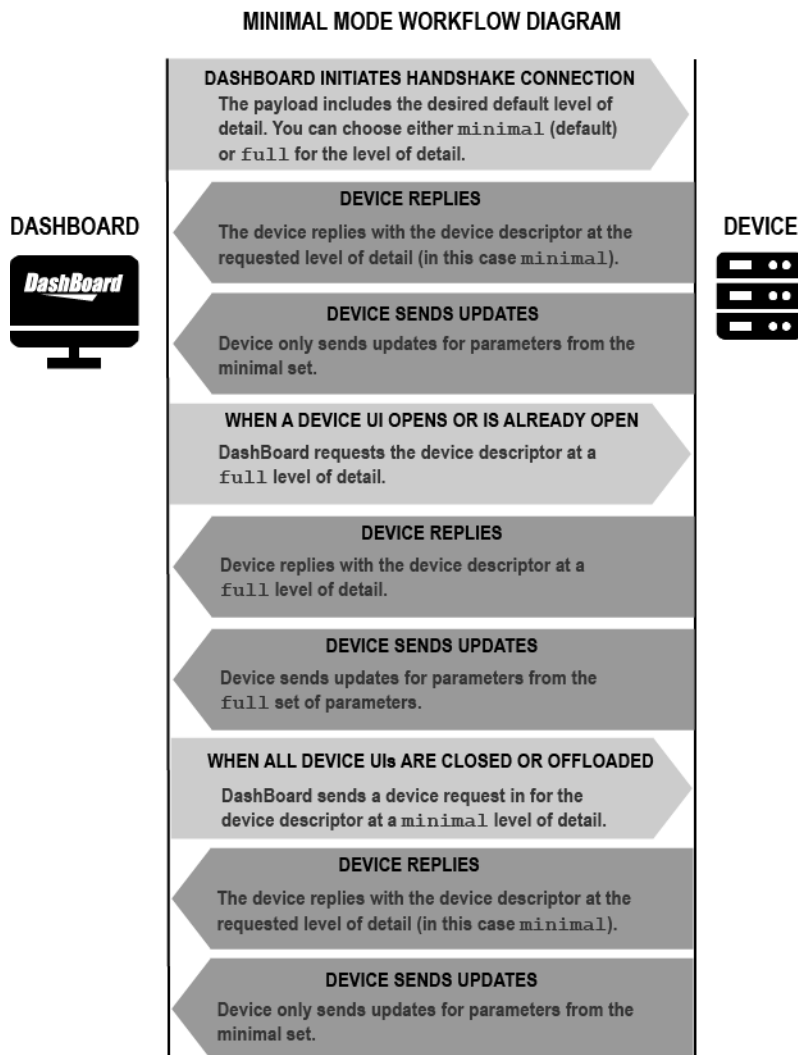 MINIMAL MODE WORKFLOW DIAGRAM
DASHBOARD INITIATES HANDSHAKE CONNECTION
The payload includes the desired default level of
detail. You can choose either minimal (default)
or full for the level of detail.
DEVICE REPLIES
The device replies with the device descriptor at the
requested level of detail (in this case minimal).
DASHBOARD
DashBoard
DEVICE
DEVICE SENDS UPDATES
Device only sends updates for parameters from the
minimal set.
WHEN A DEVICE UI OPENS OR IS ALREADY OPEN
DashBoard requests the device descriptor at a
full level of detail.
DEVICE REPLIES
Device replies with the device descriptor at a
full level of detail.
DEVICE SENDS UPDATES
Device sends updates for parameters from the
full set of parameters.
WHEN ALL DEVICE UIs ARE CLOSED OR OFFLOADED
DashBoard sends a device request in for the
device descriptor at a minimal level of detail.
DEVICE REPLIES
The device replies with the device descriptor at the
requested level of detail (in this case minimal).
DEVICE SENDS UPDATES
Device only sends updates for parameters from the
minimal set.